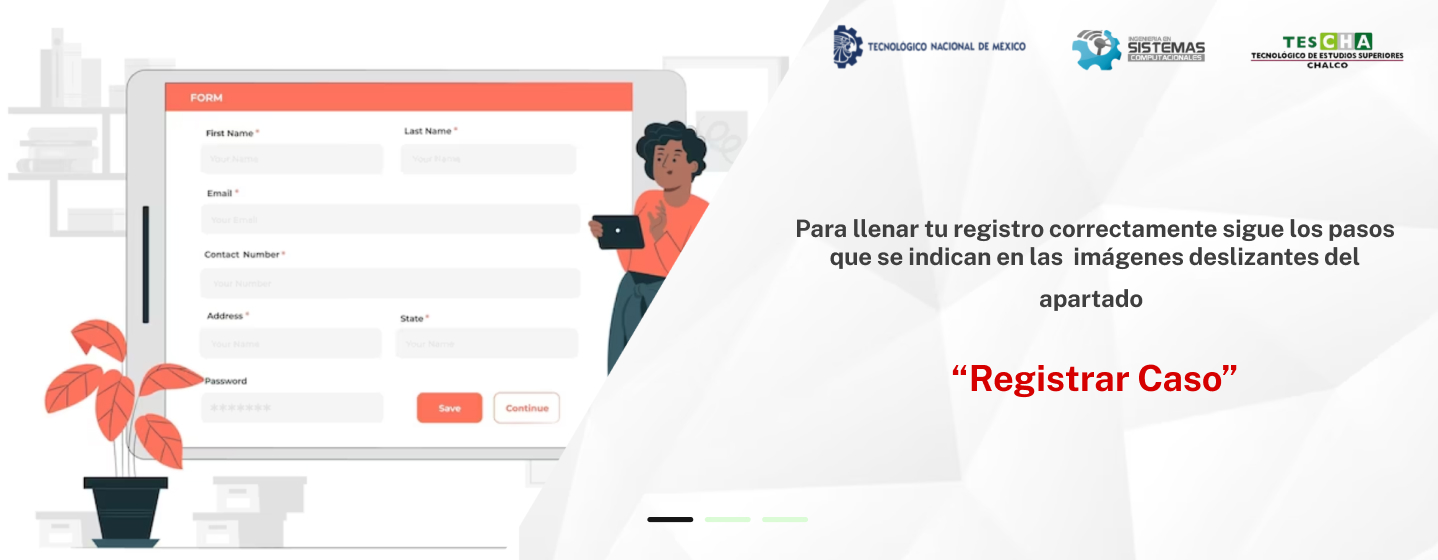 TECNOLÓGICO NACIONAL DE MÉXICO
INGENIERÍA EN
SISTEMAS
COMPUTACIONALES
TESCHA
TECNOLÓGICO DE ESTUDIOS SUPERIORES
CHALCO
FORM
First Name * Last Name *
Your Name Your Name
Email *
Your Email
Contact Number *
Your Number
Address * State *
Your Name Your Name
Password
*******
Save Continue
Para llenar tu registro correctamente sigue los pasos
que se indican en las imágenes deslizantes del
apartado
“Registrar Caso”